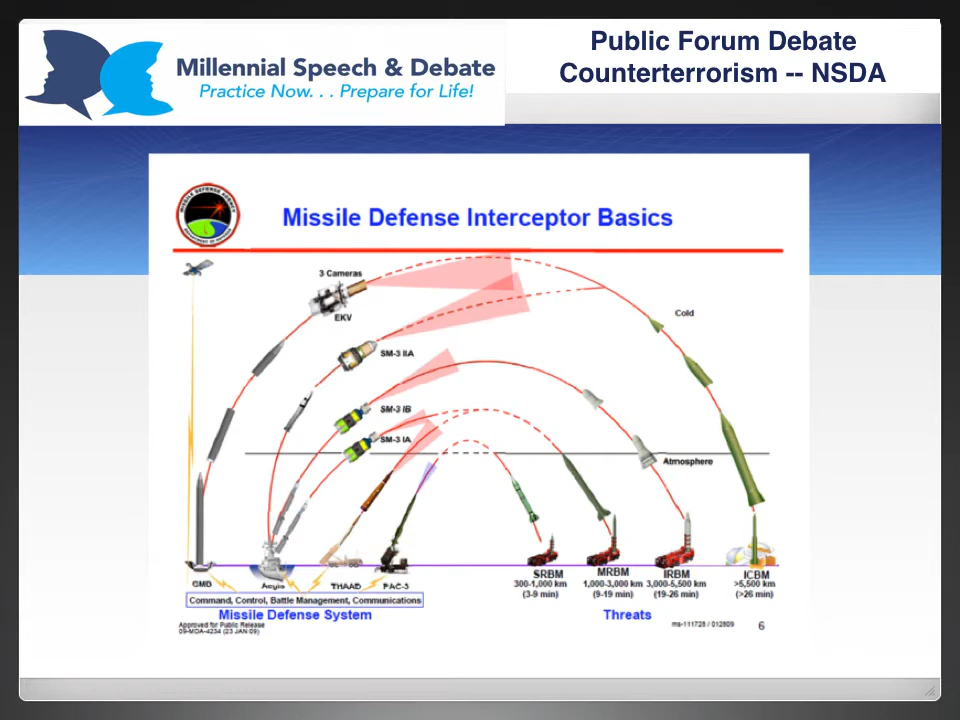 Millennial Speech & Debate
Practice Now. . . Prepare for Life!
Public Forum Debate
Counterterrorism -- NSDA
MISSILE DEFENSE AGENCY
Missile Defense Interceptor Basics
3 Cameras
EKV
SM-3 IIA
SM-3 IB
SM-3 IA
Cold
Atmosphere
GMD
Aegis
THAAD
PAC-3
SRBM
300-1,000 km
(3-9 min)
MRBM
1,000-3,000 km
(9-19 min)
IRBM
3,000-5,500 km
(19-26 min)
ICBM
>5,500 km
(>26 min)
Command, Control, Battle Management, Communications
Missile Defense System
Threats
Approved for Public Release
09-MDA-4234 (23 JAN 09)
ms-111728 / 012809
6